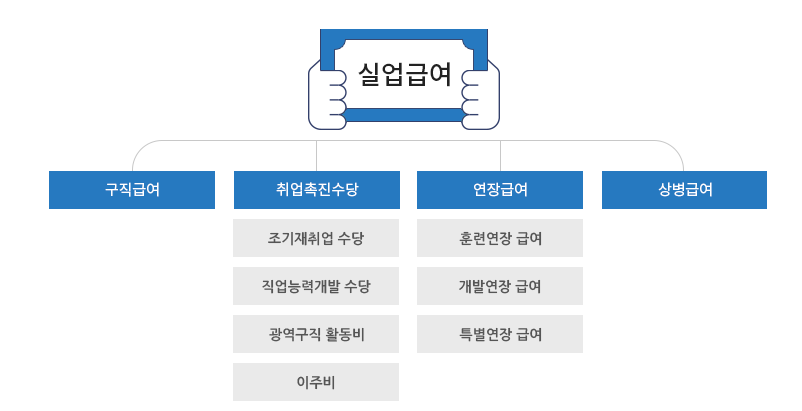 실업급여
구직급여
취업촉진수당
조기재취업 수당
직업능력개발 수당
광역구직 활동비
이주비
연장급여
훈련연장 급여
개발연장 급여
특별연장 급여
상병급여